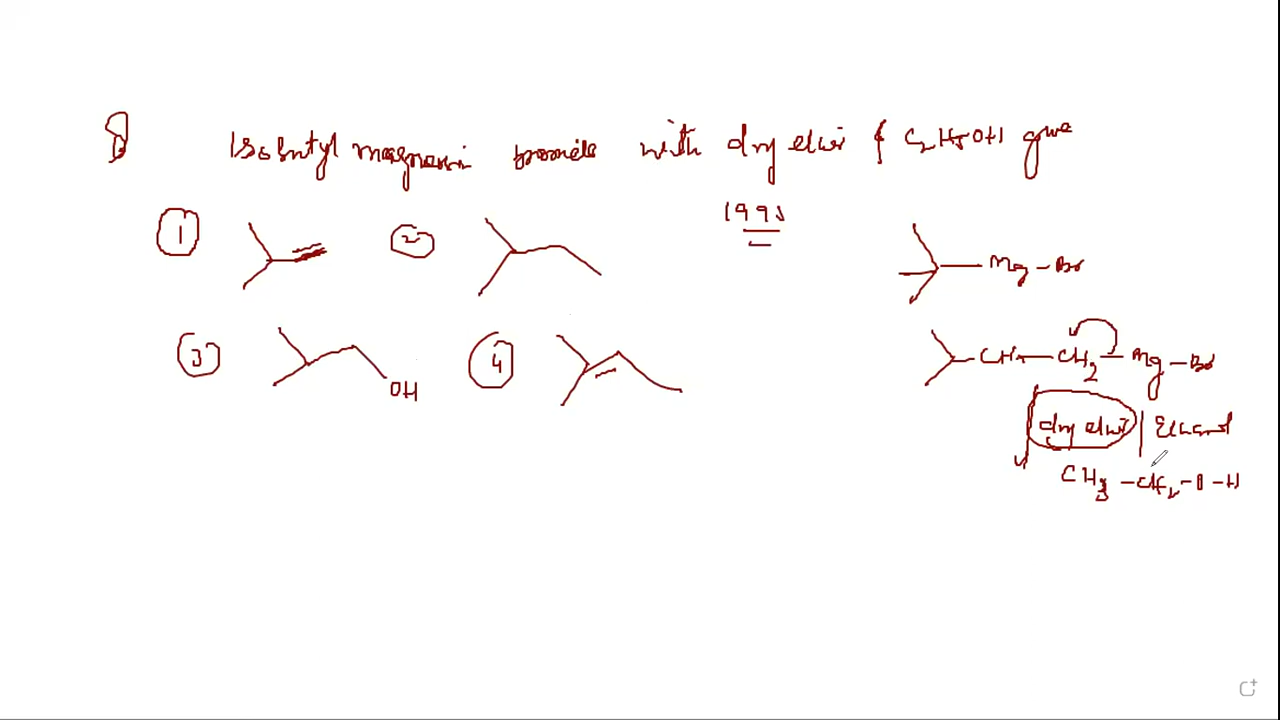 Q Isobutyl magnesium bromide with dry ether & C2H5OH give
1995
1 2
Mg - Br
3 4 OH
CH - CH2 - Mg - Br
dry ether | Ethanol
CH3 - CH2 - O - H